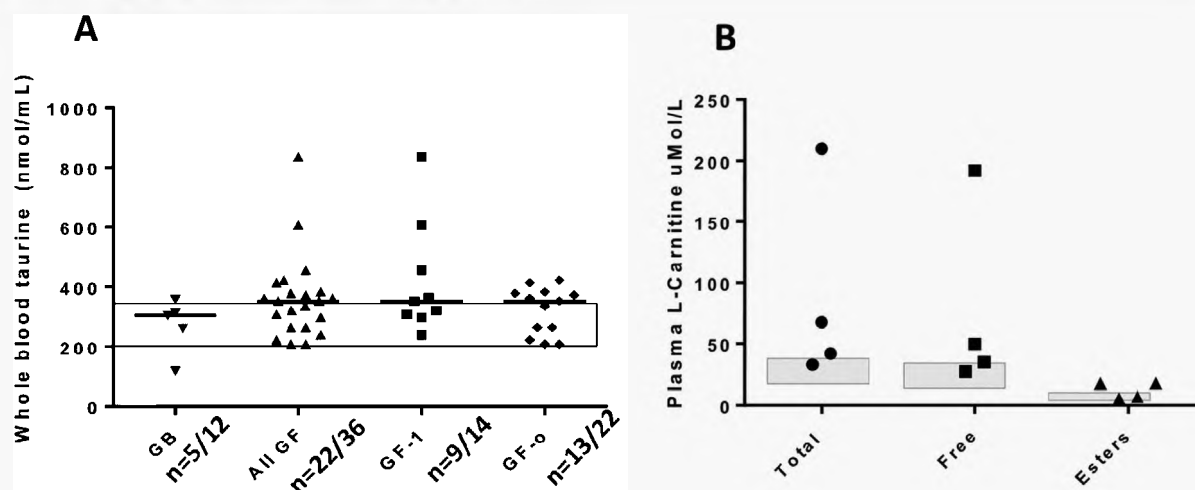 A
Whole blood taurine (nmol/mL)
1000
800
600
400
200
0
GB
n=5/12
All GF
n=22/36
GF-1
n=9/14
GF-o
n=13/22
B
Plasma L-Carnitine uMol/L
250
200
150
100
50
0
Total
Free
Esters